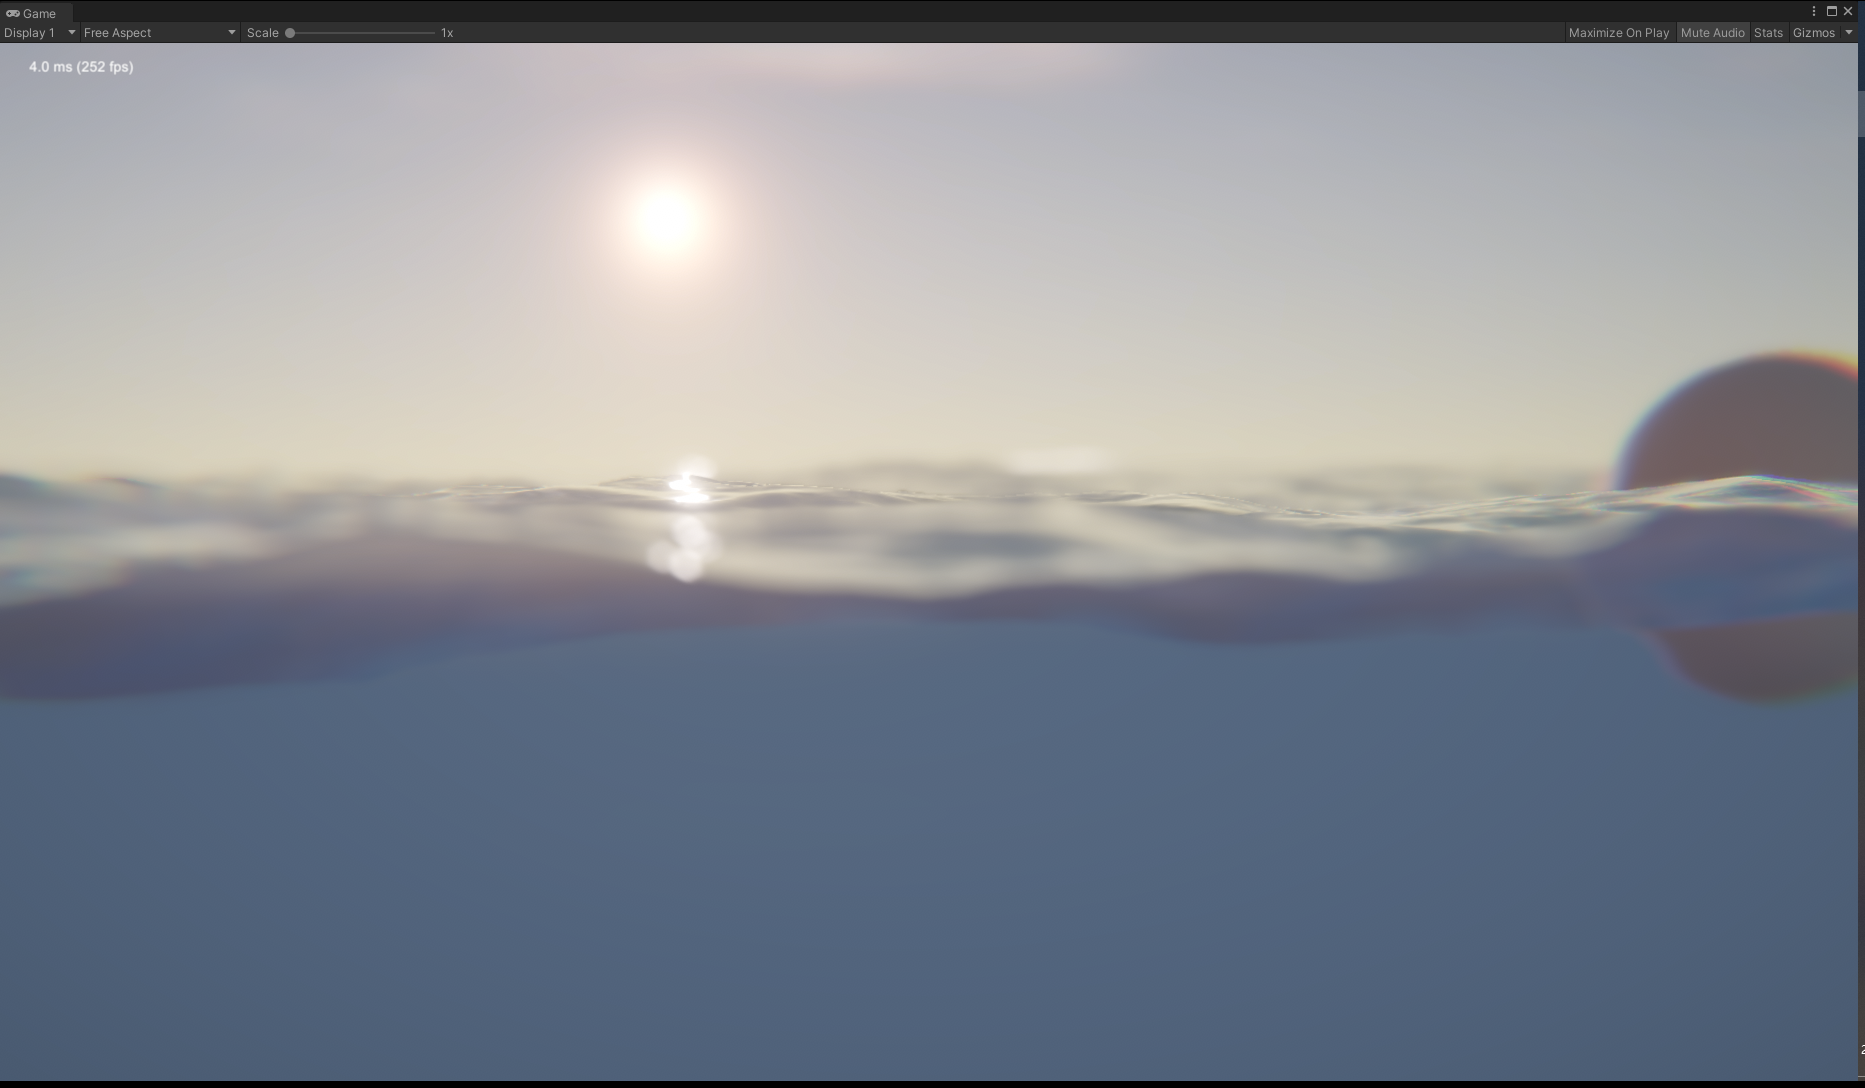 Game
Display 1 Free Aspect Scale 1x Maximize On Play Mute Audio Stats Gizmos
4.0 ms (252 fps)